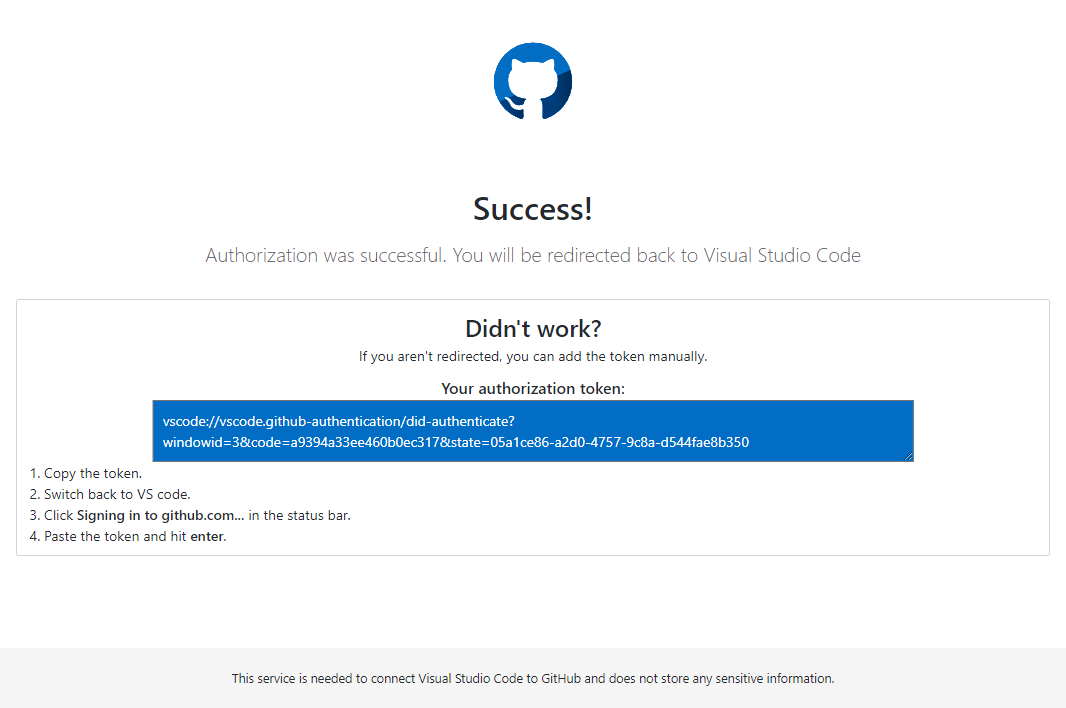 Success!
Authorization was successful. You will be redirected back to Visual Studio Code
Didn't work?
If you aren't redirected, you can add the token manually.
Your authorization token:
vscode://vscode.github-authentication/did-authenticate?
windowid=3&code=a9394a33ee460b0ec317&state=05a1ce86-a2d0-4757-9c8a-d544fae8b350
1. Copy the token.
2. Switch back to VS code.
3. Click Signing in to github.com... in the status bar.
4. Paste the token and hit enter.
This service is needed to connect Visual Studio Code to GitHub and does not store any sensitive information.